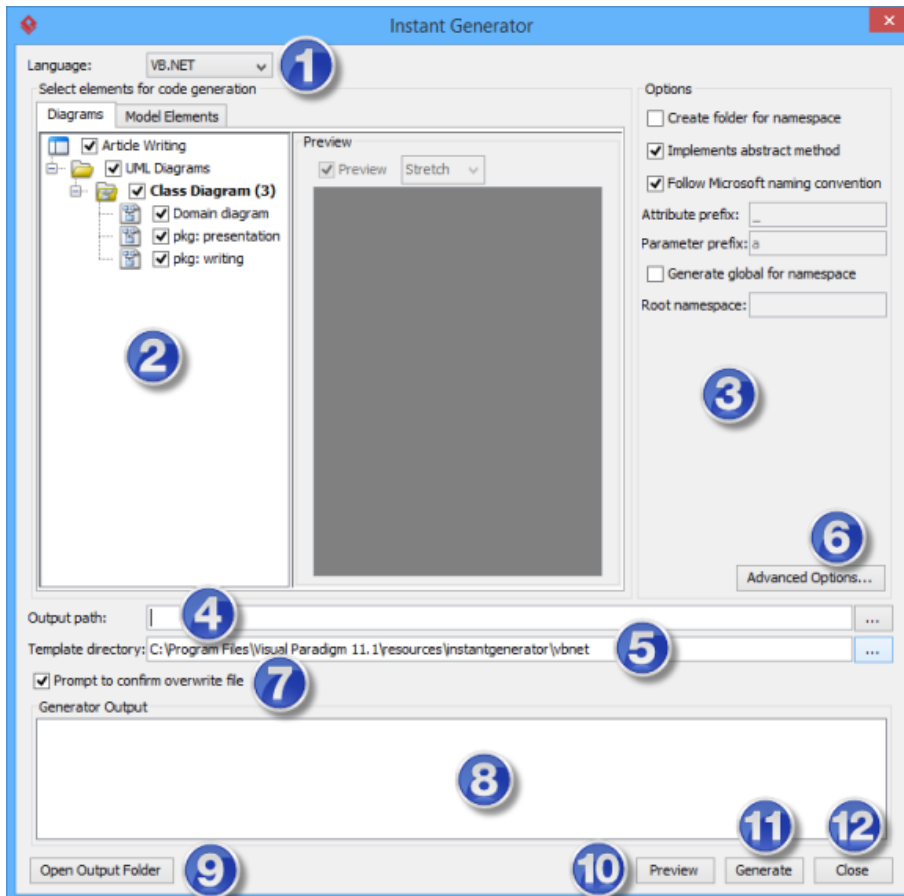 Instant Generator
Language: VB.NET 1
Select elements for code generation
Diagrams Model Elements
Article Writing
UML Diagrams
Class Diagram (3)
Domain diagram
pkg: presentation
pkg: writing
2
Preview
Preview Stretch
Options
Create folder for namespace
Implements abstract method
Follow Microsoft naming convention
Attribute prefix: _
Parameter prefix: a
Generate global for namespace
Root namespace:
3
6
Advanced Options...
Output path: 4 ...
Template directory: C:\Program Files\Visual Paradigm 11.1\resources\instantgenerator\vbnet 5 ...
Prompt to confirm overwrite file 7
Generator Output
8
Open Output Folder 9 10 Preview 11 Generate 12 Close